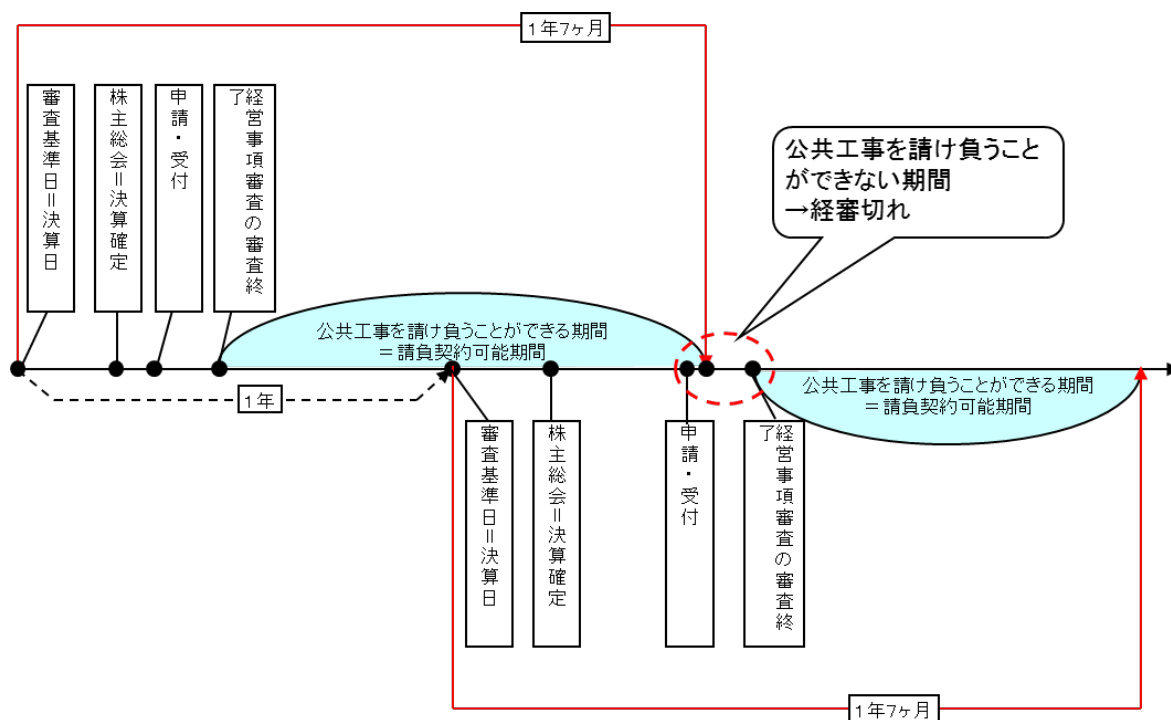 1年7ヶ月
審査基準日＝決算日
株主総会＝決算確定
申請・受付
経営事項審査の審査終
了
公共工事を請け負うこと
ができない期間
→経審切れ
公共工事を請け負うことができる期間
＝請負契約可能期間
1年
公共工事を請け負うことができる期間
＝請負契約可能期間
審査基準日＝決算日
株主総会＝決算確定
申請・受付
経営事項審査の審査終
了
1年7ヶ月